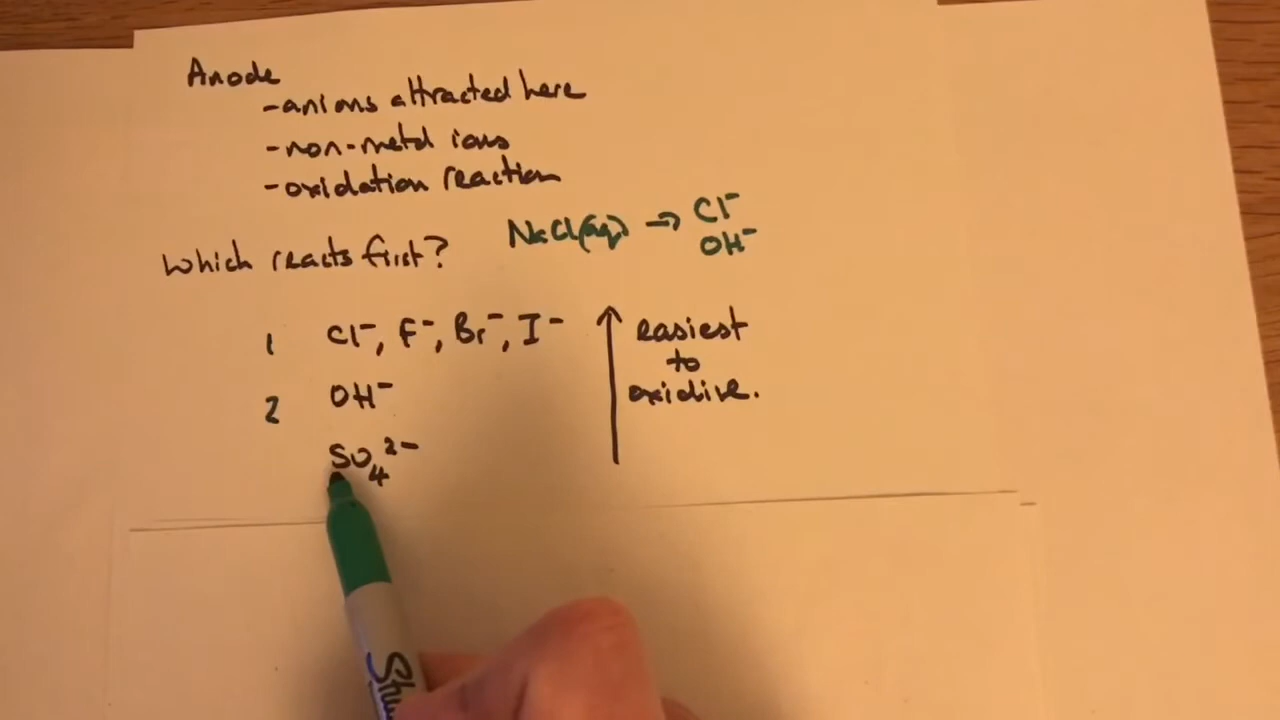 Anode
-anions attracted here
-non-metal ions
-oxidation reaction
NaCl(aq) → Cl⁻
OH⁻
Which reacts first?
1 Cl⁻, F⁻, Br⁻, I⁻
2 OH⁻
SO₄²⁻
easiest
to
oxidise.